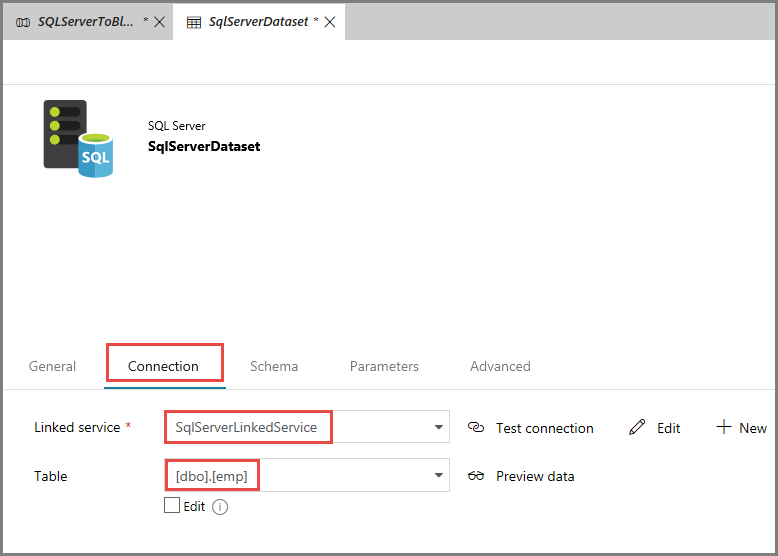 SQLServerToBl... * SqlServerDataset *
SQL Server
SqlServerDataset
SQL
General Connection Schema Parameters Advanced
Linked service * SqlServerLinkedService Test connection Edit New
Table [dbo].[emp] Preview data
Edit